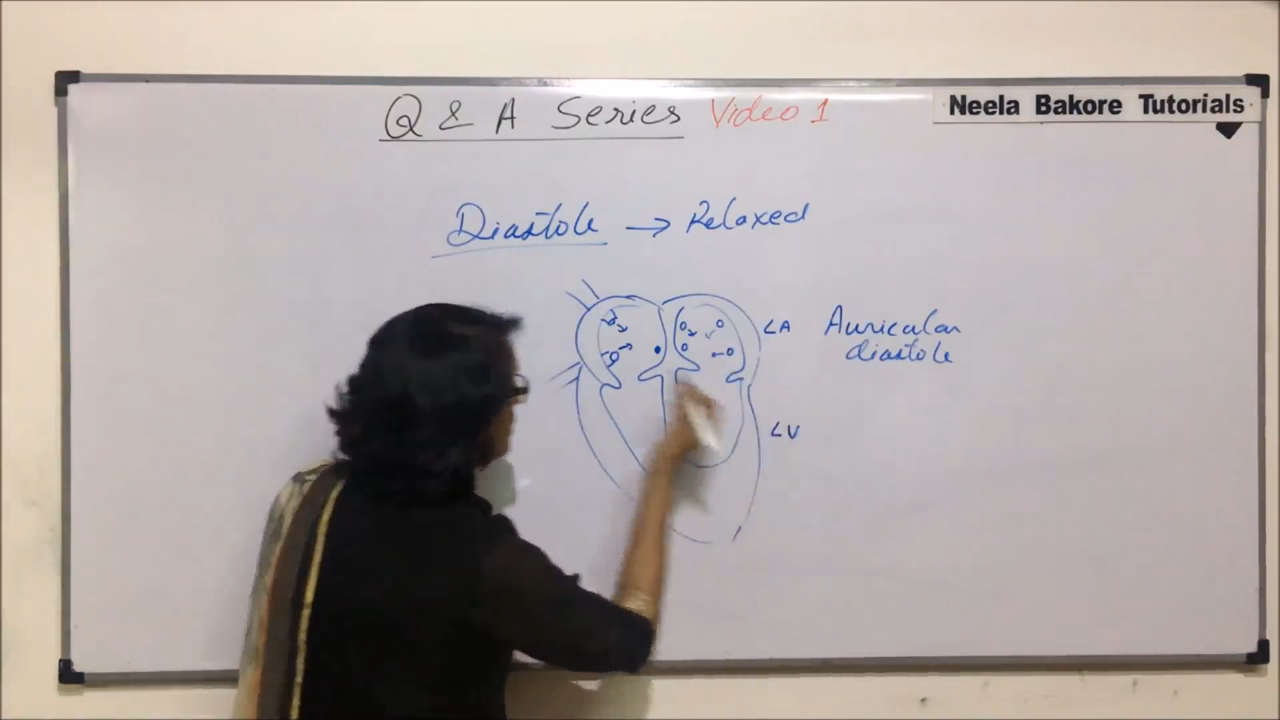 Q & A Series Video 1
Neela Bakore Tutorials
Diastole → Relaxed
LA
Auricular
diastole
LV